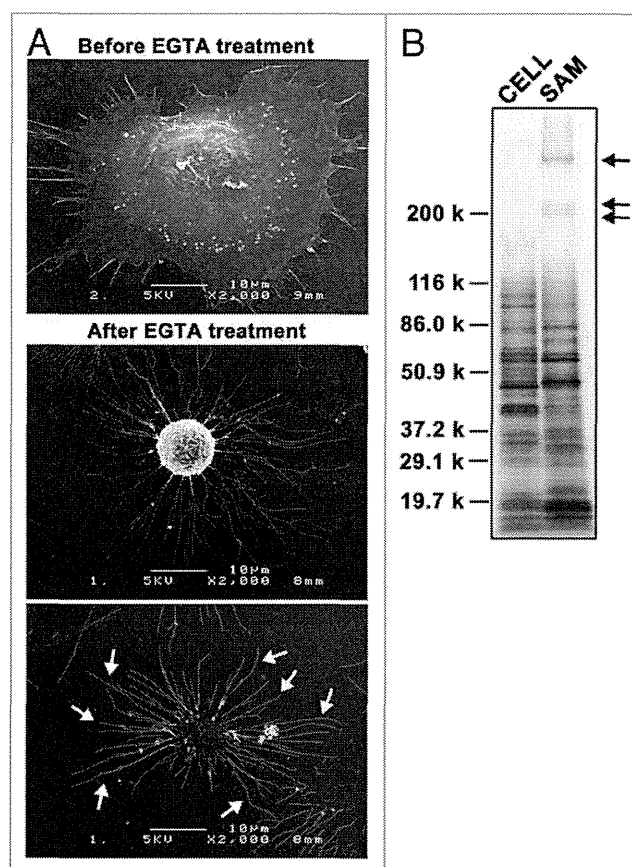 A
Before EGTA treatment
10µm
2. 5KV X2,000 9mm
After EGTA treatment
10µm
1. 5KV X2,000 8mm
10µm
1. 5KV X2,000 8mm
B
CELL
SAM
200 k
116 k
86.0 k
50.9 k
37.2 k
29.1 k
19.7 k